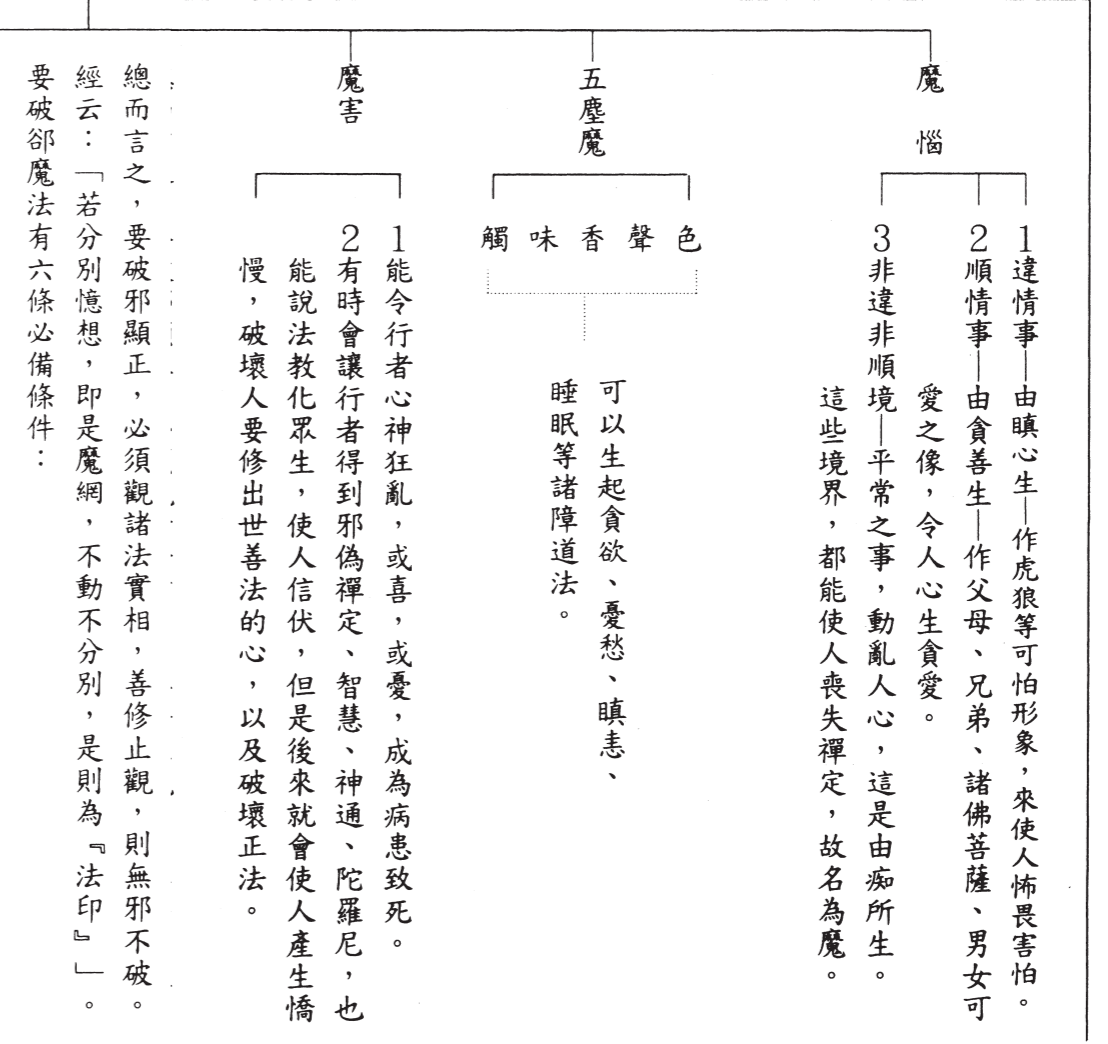 魔惱
1違情事—由瞋心生—作虎狼等可怕形象，來使人怖畏害怕。
2順情事—由貪善生—作父母、兄弟、諸佛菩薩、男女可
愛之像，令人心生貪愛。
3非違非順境—平常之事，動亂人心，這是由痴所生。
這些境界，都能使人喪失禪定，故名為魔。
五塵魔
色
聲
香
味
觸
可以生起貪欲、憂愁、瞋恚、
睡眠等諸障道法。
魔害
1能令行者心神狂亂，或喜，或憂，成為病患致死。
2有時會讓行者得到邪偽禪定、智慧、神通、陀羅尼，也
能說法教化眾生，使人信伏，但是後來就會使人產生憍
慢，破壞人要修出世善法的心，以及破壞正法。
總而言之，要破邪顯正，必須觀諸法實相，善修止觀，則無邪不破。
經云：「若分別憶想，即是魔網，不動不分別，是則為『法印』」。
要破郤魔法有六條必備條件：